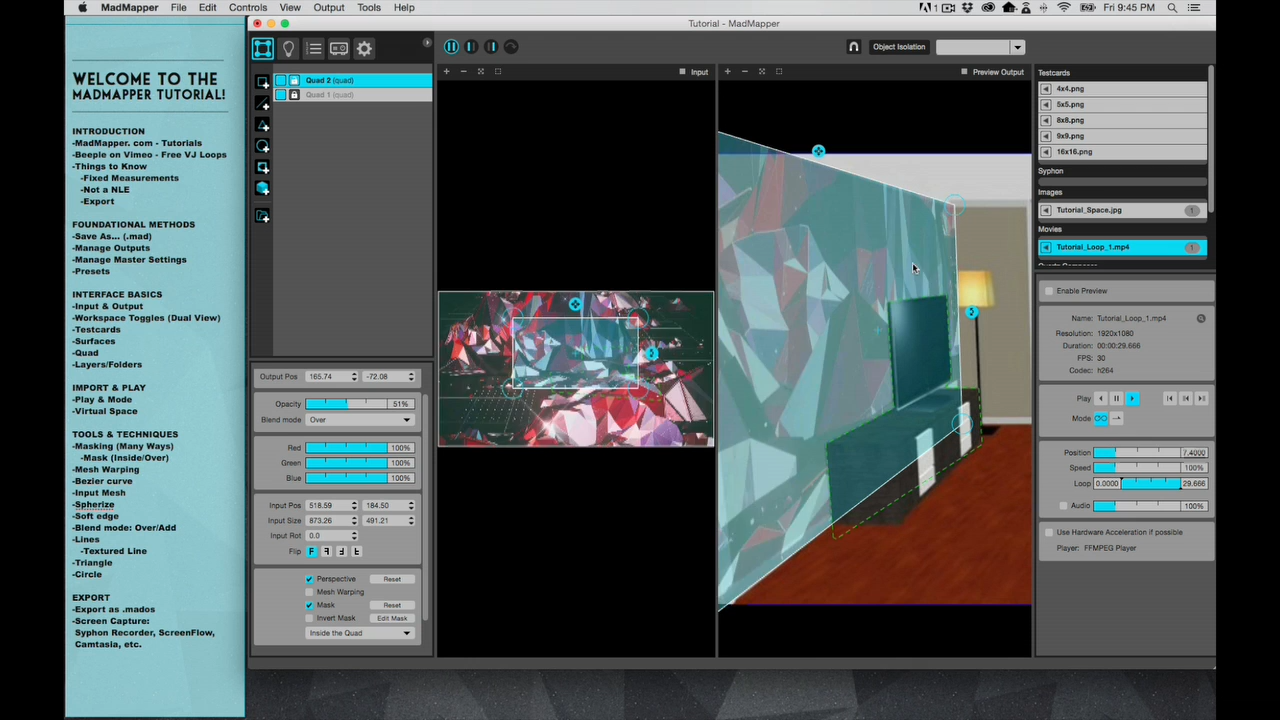 MadMapper File Edit Controls View Output Tools Help
1 Fri 9:45 PM
Tutorial - MadMapper
WELCOME TO THE
MADMAPPER TUTORIAL!
INTRODUCTION
-MadMapper. com - Tutorials
-Beeple on Vimeo - Free VJ Loops
-Things to Know
-Fixed Measurements
-Not a NLE
-Export
FOUNDATIONAL METHODS
-Save As... (.mad)
-Manage Outputs
-Manage Master Settings
-Presets
INTERFACE BASICS
-Input & Output
-Workspace Toggles (Dual View)
-Testcards
-Surfaces
-Quad
-Layers/Folders
IMPORT & PLAY
-Play & Mode
-Virtual Space
TOOLS & TECHNIQUES
-Masking (Many Ways)
-Mask (Inside/Over)
-Mesh Warping
-Bezier curve
-Input Mesh
-Spherize
-Soft edge
-Blend mode: Over/Add
-Lines
-Textured Line
-Triangle
-Circle
EXPORT
-Export as .mados
-Screen Capture:
Syphon Recorder, ScreenFlow,
Camtasia, etc.
Quad 2 (quad)
Quad 1 (quad)
Output Pos 165.74 -72.08
Opacity 51%
Blend mode Over
Red 100%
Green 100%
Blue 100%
Input Pos 518.59 184.50
Input Size 873.26 491.21
Input Rot 0.0
Flip F F F F
Perspective Reset
Mesh Warping
Mask Reset
Invert Mask Edit Mask
Inside the Quad
Input
Object Isolation
Preview Output
Testcards
4x4.png
5x5.png
8x8.png
9x9.png
16x16.png
Syphon
Images
Tutorial_Space.jpg 1
Movies
Tutorial_Loop_1.mp4 1
Enable Preview
Name: Tutorial_Loop_1.mp4
Resolution: 1920x1080
Duration: 00:00:29.666
FPS: 30
Codec: h264
Play
Mode
Position 7.4000
Speed 100%
Loop 0.0000 29.666
Audio 100%
Use Hardware Acceleration if possible
Player: FFMPEG Player